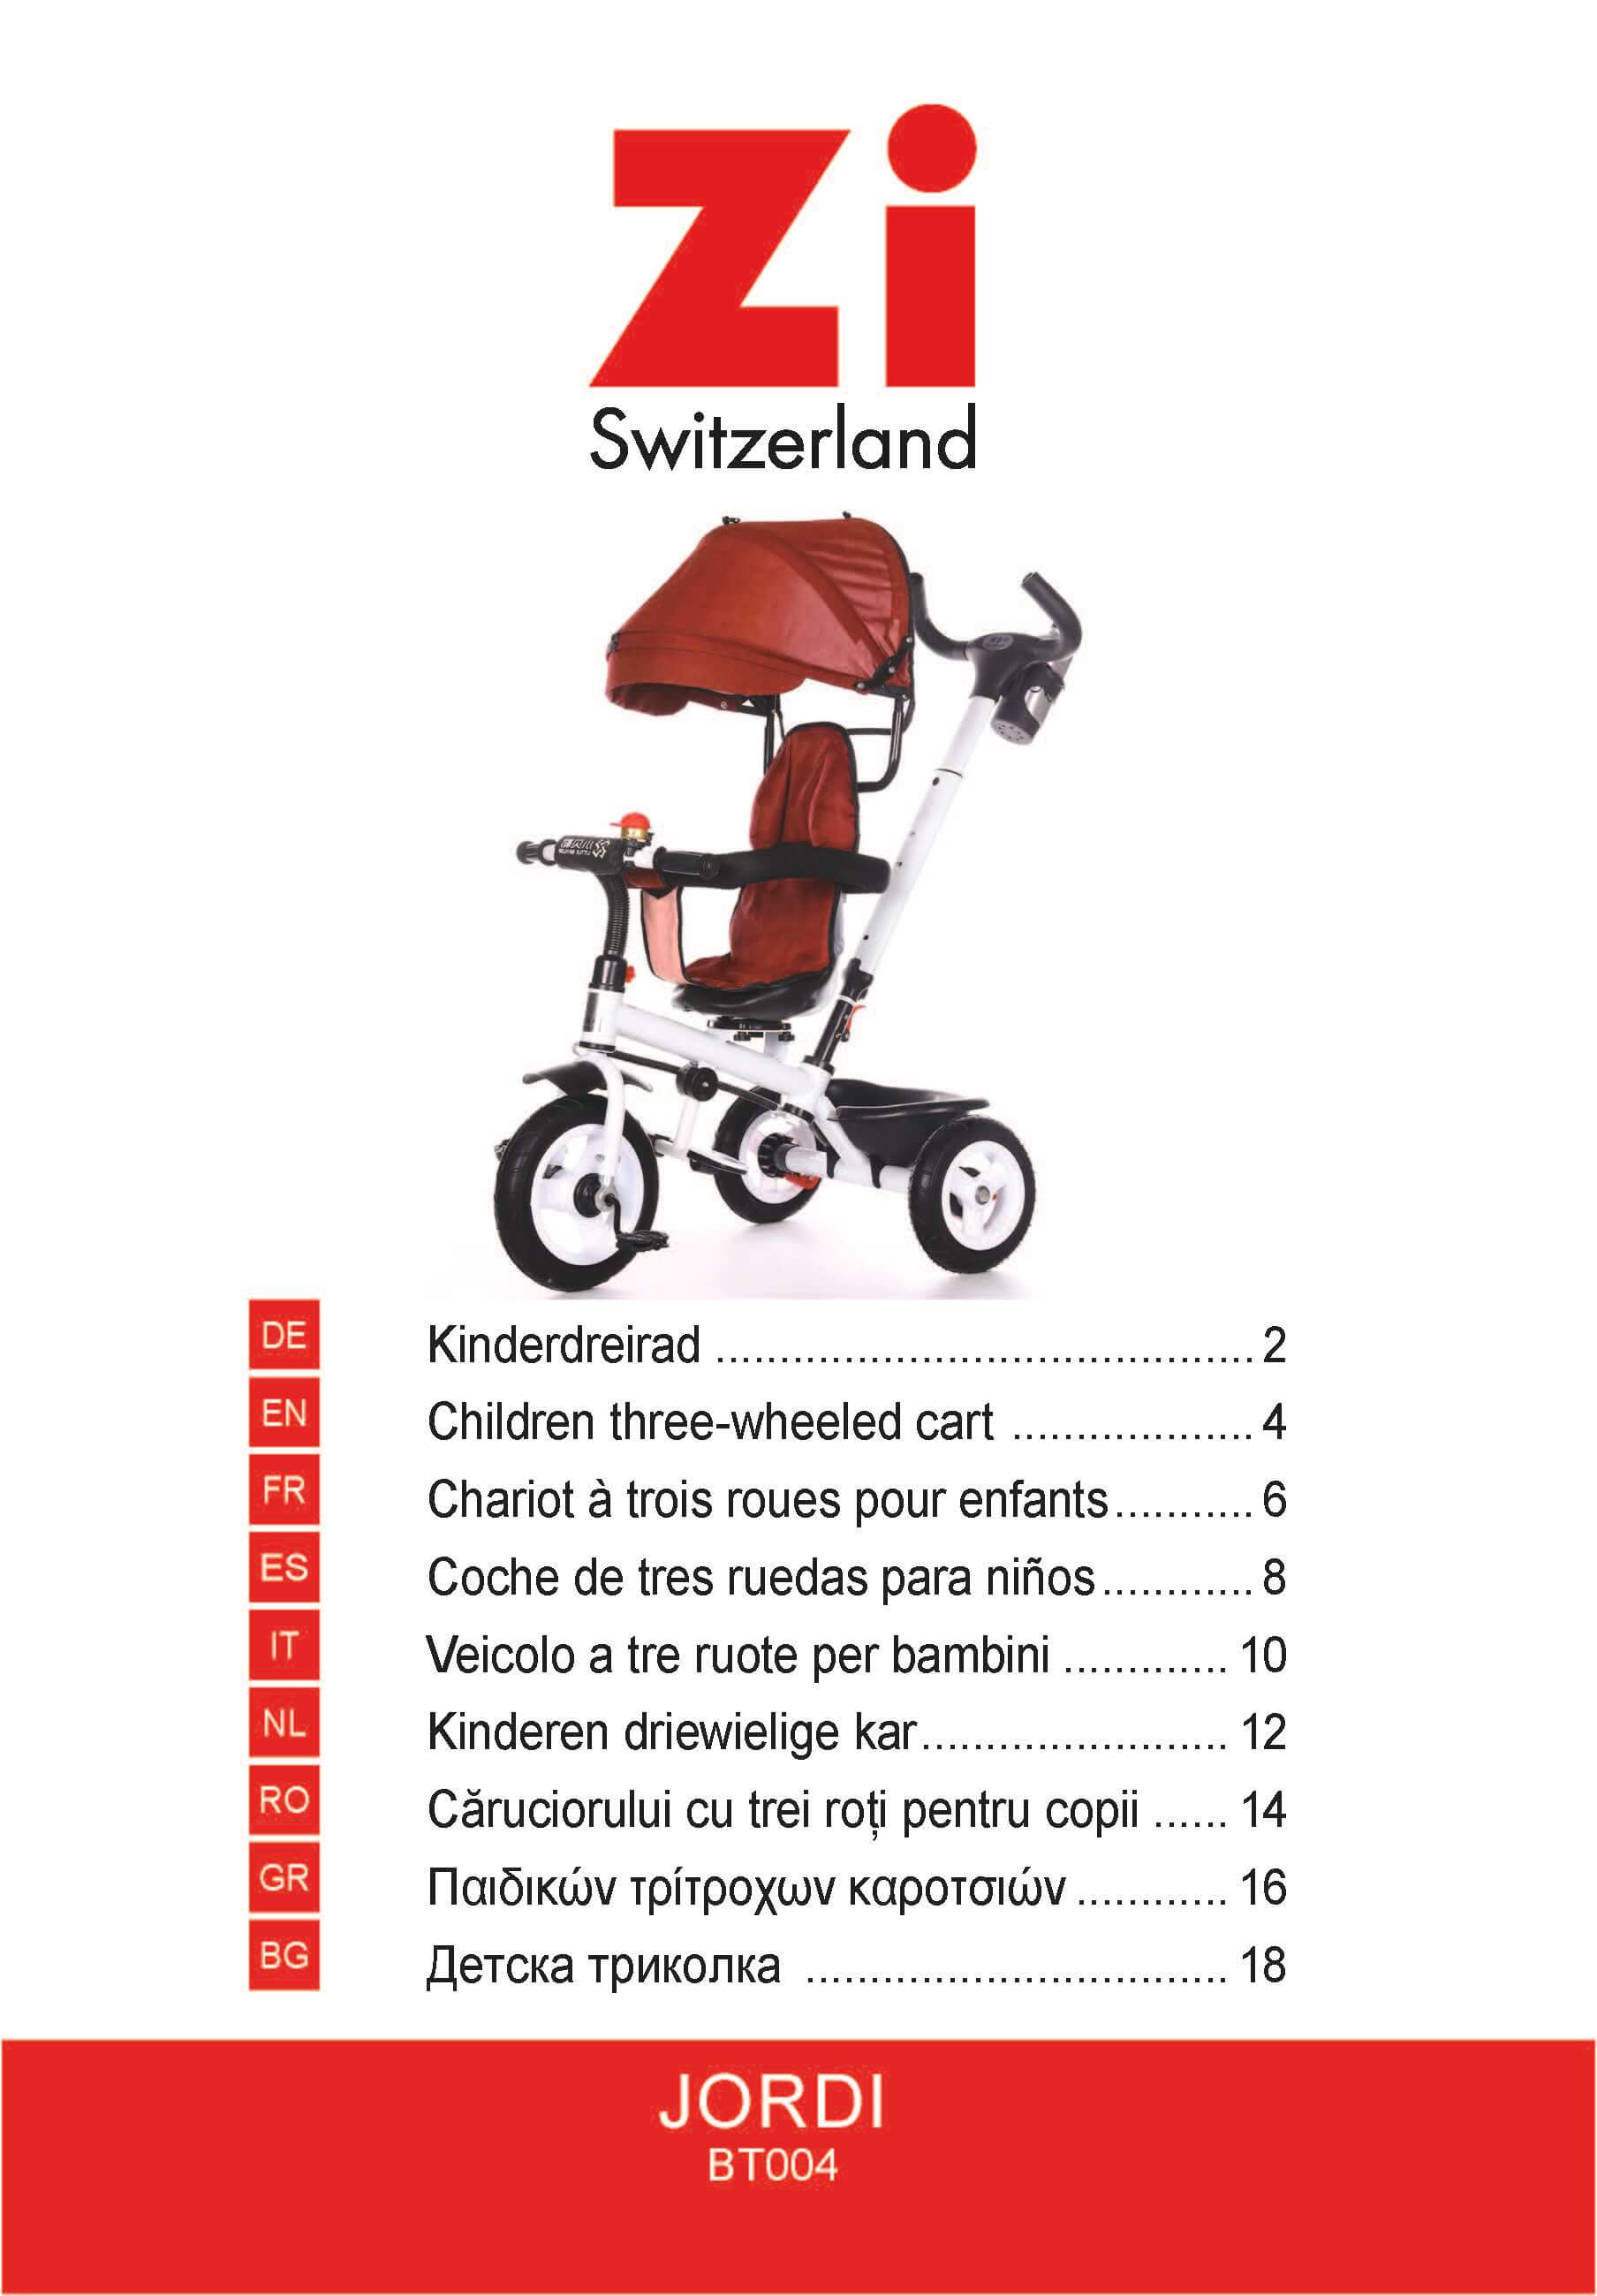 Zi
Switzerland
DE Kinderdreirad .......................................... 2
EN Children three-wheeled cart ................... 4
FR Chariot à trois roues pour enfants........... 6
ES Coche de tres ruedas para niños............ 8
IT Veicolo a tre ruote per bambini ............. 10
NL Kinderen driewielige kar........................ 12
RO Căruciorului cu trei roți pentru copii ...... 14
GR Παιδικών τρίτροχων καροτσιών ............ 16
BG Детска триколка ................................. 18
JORDI
BT004